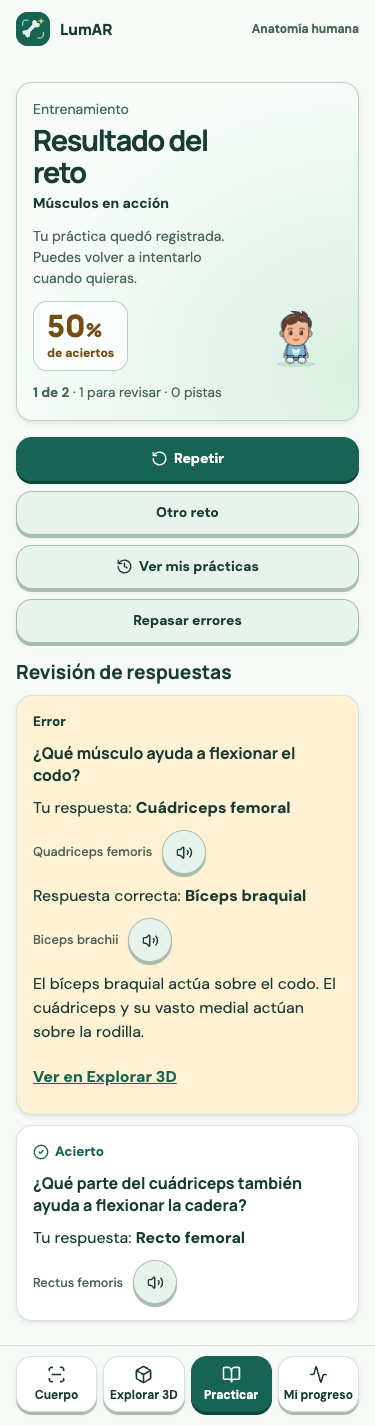 LumAR
Anatomía humana
Entrenamiento
Resultado del
reto
Músculos en acción
Tu práctica quedó registrada.
Puedes volver a intentarlo
cuando quieras.
50%
de aciertos
1 de 2 · 1 para revisar · 0 pistas
Repetir
Otro reto
Ver mis prácticas
Repasar errores
Revisión de respuestas
Error
¿Qué músculo ayuda a flexionar el
codo?
Tu respuesta: Cuádriceps femoral
Quadriceps femoris
Respuesta correcta: Bíceps braquial
Biceps brachii
El bíceps braquial actúa sobre el codo. El
cuádriceps y su vasto medial actúan
sobre la rodilla.
Ver en Explorar 3D
Acierto
¿Qué parte del cuádriceps también
ayuda a flexionar la cadera?
Tu respuesta: Recto femoral
Rectus femoris
Cuerpo
Explorar 3D
Practicar
Mi progreso